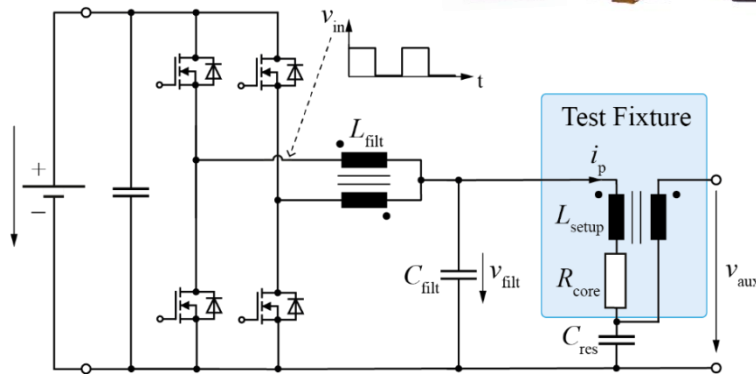 v_in
t
Test Fixture
L_filt
i_p
+
−
L_setup
C_filt
v_filt
R_core
v_aux
C_res